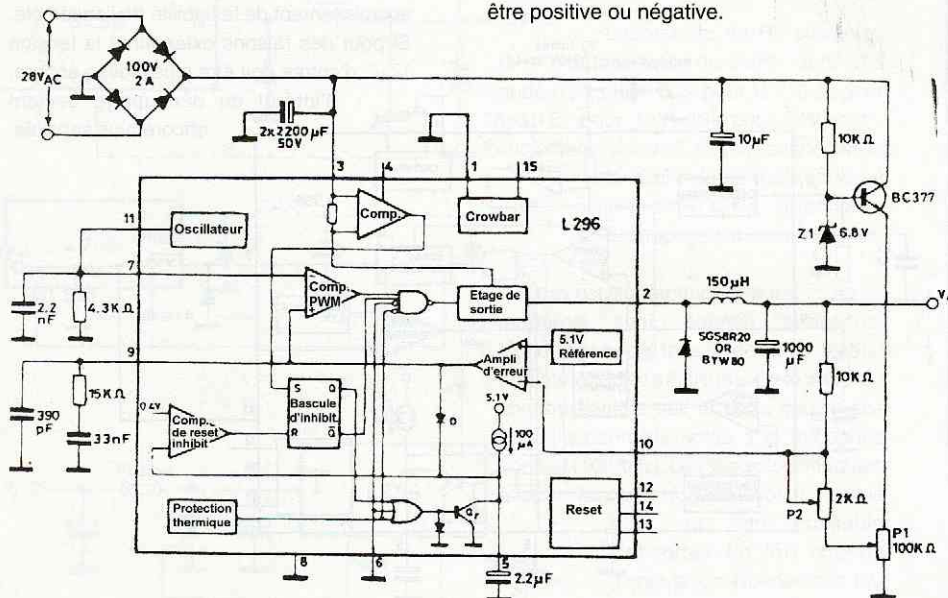 être positive ou négative.
28V AC
100V
2A
2x2200µF
50V
3
4
1
15
10µF
10KΩ
BC377
Z1
6.8V
11
Oscillateur
Comp.
Crowbar
L296
7
2.2
nF
4.3KΩ
Comp.
PWM
Etage de
sortie
2
150µH
SGS8R20
OR
BYW80
1000
µF
9
5.1V
Référence
Ampli
d'erreur
10KΩ
390
pF
15KΩ
33nF
Comp.
de reset
inhibit
S
Q
Bascule
d'inhibit.
R
Q̄
D
5.1V
100
µA
10
2KΩ
P2
P1
100KΩ
Protection
thermique
Qr
Reset
12
14
13
8
6
5
2.2µF